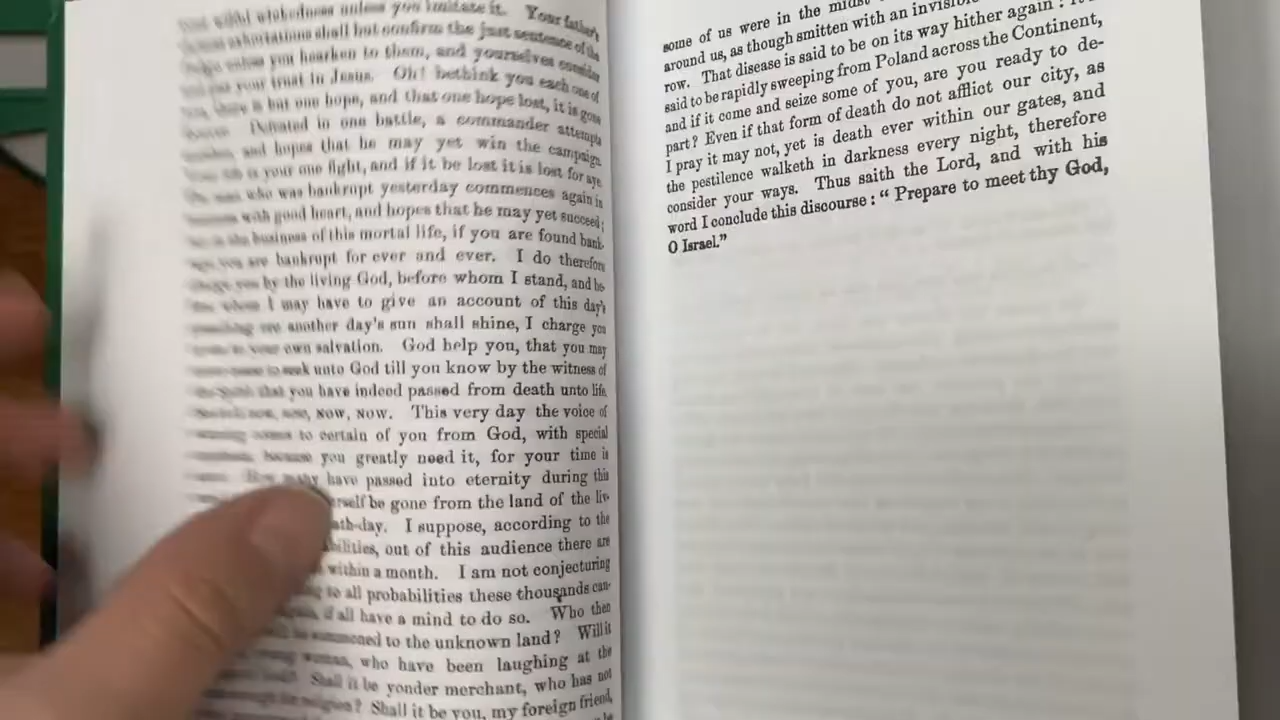 wilful wickedness unless you imitate it. Your father's
exhortations shall but confirm the just sentence of the
unless you hearken to them, and yourselves consider
your trust in Jesus. Oh! bethink you each one of
is but one hope, and that one hope lost, it is gone
Defeated in one battle, a commander attempts
and hopes that he may yet win the campaign.
is your one fight, and if it be lost it is lost for aye.
who was bankrupt yesterday commences again in
with good heart, and hopes that he may yet succeed;
in the business of this mortal life, if you are found bank-
you are bankrupt for ever and ever. I do therefore
you by the living God, before whom I stand, and be-
whom I may have to give an account of this day's
another day's sun shall shine, I charge you
your own salvation. God help you, that you may
unto God till you know by the witness of
that you have indeed passed from death unto life.
now, now, NOW, NOW. This very day the voice of
comes to certain of you from God, with special
because you greatly need it, for your time is
How many have passed into eternity during this
be gone from the land of the liv-
I suppose, according to the
out of this audience there are
within a month. I am not conjecturing
to all probabilities these thousands can-
if all have a mind to do so. Who then
summoned to the unknown land? Will it
woman, who have been laughing at the
Shall it be yonder merchant, who has not
religion? Shall it be you, my foreign friend,
some of us were in the midst
around us, as though smitten with an invisible
row. That disease is said to be on its way hither again:
said to be rapidly sweeping from Poland across the Continent,
and if it come and seize some of you, are you ready to de-
part? Even if that form of death do not afflict our city, as
I pray it may not, yet is death ever within our gates, and
the pestilence walketh in darkness every night, therefore
consider your ways. Thus saith the Lord, and with his
word I conclude this discourse: “Prepare to meet thy God,
O Israel.”